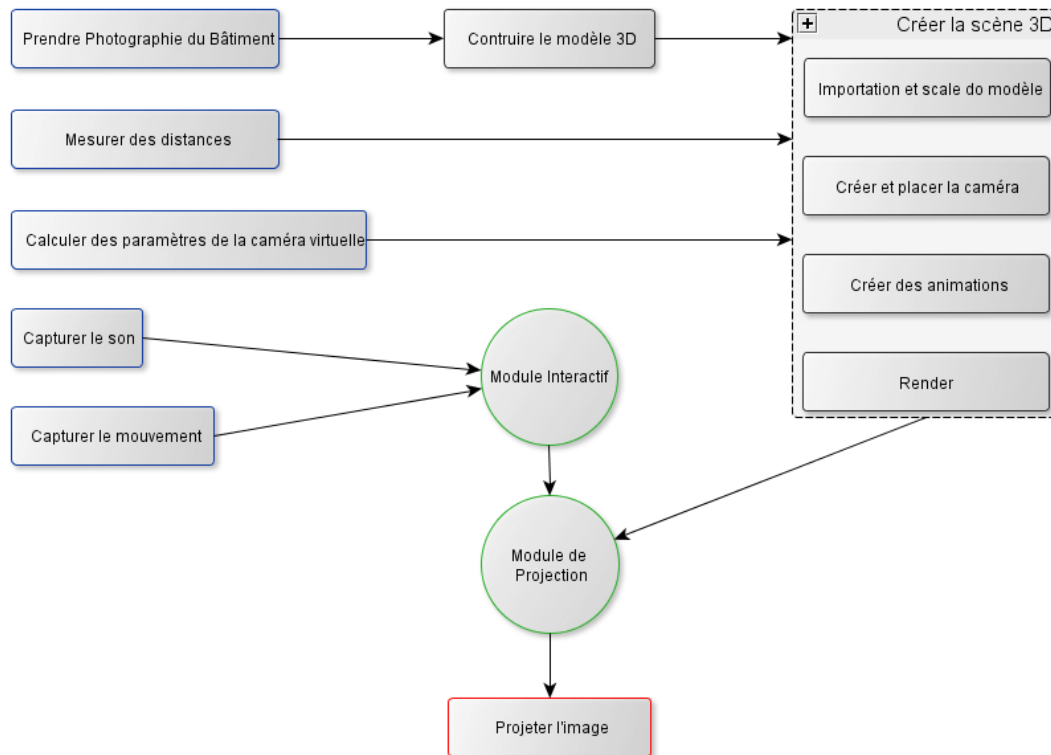 Prendre Photographie du Bâtiment
Contruire le modèle 3D
Créer la scène 3D
Importation et scale do modèle
Mesurer des distances
Créer et placer la caméra
Calculer des paramètres de la caméra virtuelle
Créer des animations
Capturer le son
Module Interactif
Render
Capturer le mouvement
Module de
Projection
Projeter l'image